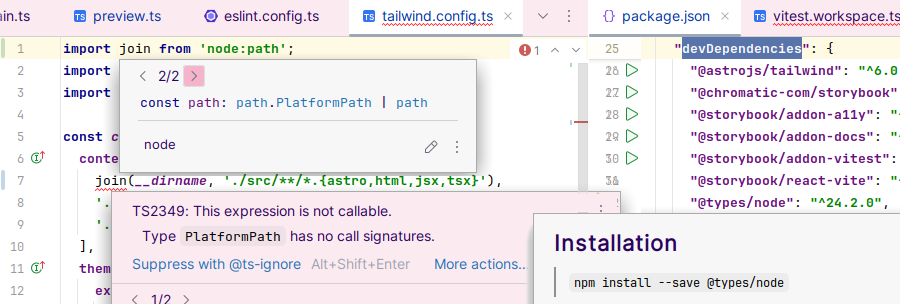 ain.ts
preview.ts
eslint.config.ts
TS tailwind.config.ts
{} package.json
TS vitest.workspace.ts
1 import join from 'node:path';
1
2 import
3 import
2/2
const path: path.PlatformPath | path
node
5 const c
6 conte
7 join(__dirname, './src/**/*.{astro,html,jsx,tsx}'),
8 '.
9 '.
10 ],
11 them
ex
TS2349: This expression is not callable.
Type PlatformPath has no call signatures.
Suppress with @ts-ignore Alt+Shift+Enter More actions...
1/2
25 "devDependencies": {
26 "@astrojs/tailwind": "^6.0
27 "@chromatic-com/storybook"
28 "@storybook/addon-a11y": "
29 "@storybook/addon-docs": "^
30 "@storybook/addon-vitest":
31 "@storybook/react-vite": "^
"@types/node": "^24.2.0",
Installation
npm install --save @types/node